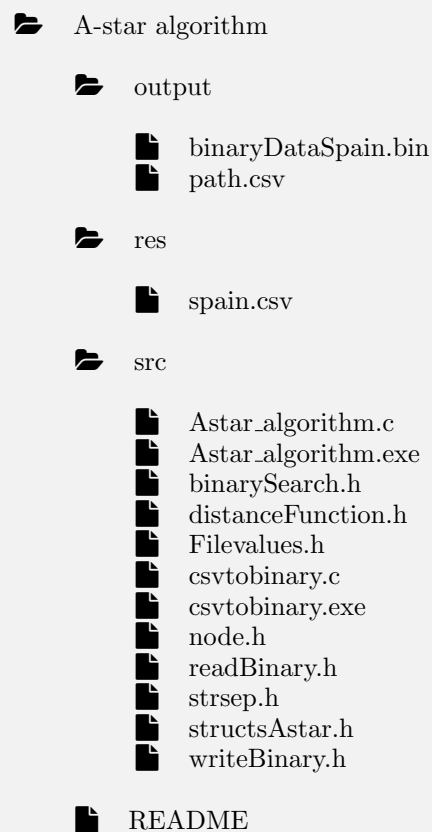 A-star algorithm
output
binaryDataSpain.bin
path.csv
res
spain.csv
src
Astar_algorithm.c
Astar_algorithm.exe
binarySearch.h
distanceFunction.h
Filevalues.h
csvtobinary.c
csvtobinary.exe
node.h
readBinary.h
strsep.h
structsAstar.h
writeBinary.h
README